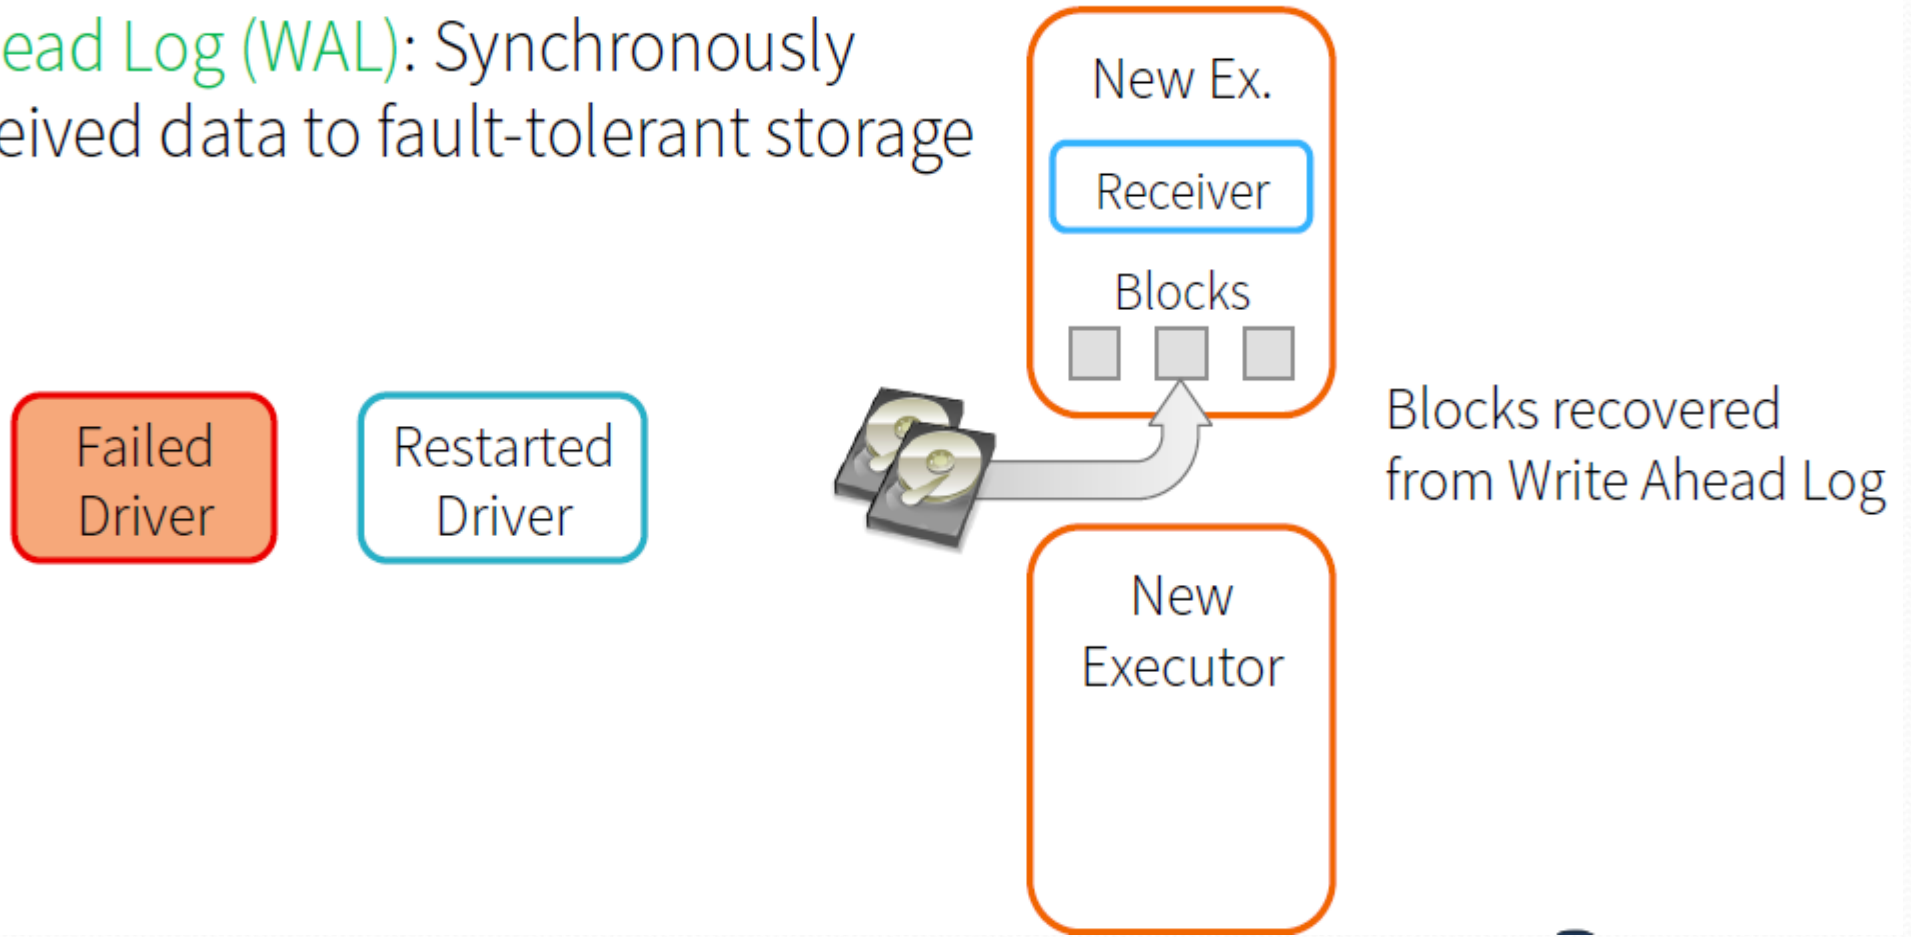 ead Log (WAL): Synchronously
eived data to fault-tolerant storage
New Ex.
Receiver
Blocks
Failed
Driver
Restarted
Driver
Blocks recovered
from Write Ahead Log
New
Executor